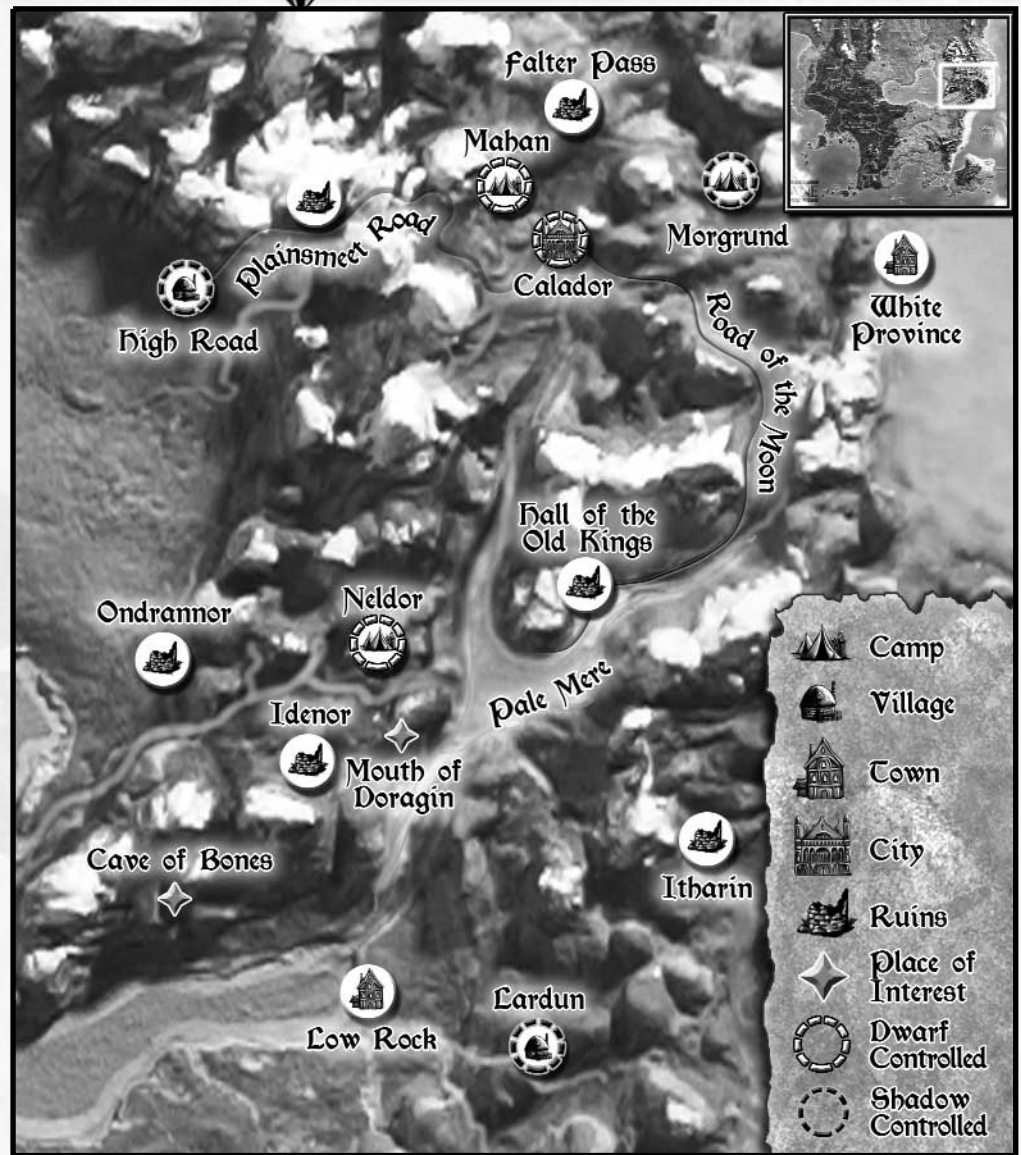 Falter Pass
Mahan
Plainsmeet Road
Morgrund
Calador
High Road
White
Province
Road of the Moon
Hall of the
Old Kings
Ondrannor
Neldor
Pale Mere
Idenor
Mouth of
Doragin
Cave of Bones
Itharin
Low Rock
Lardun
Camp
Village
Town
City
Ruins
Place of
Interest
Dwarf
Controlled
Shadow
Controlled